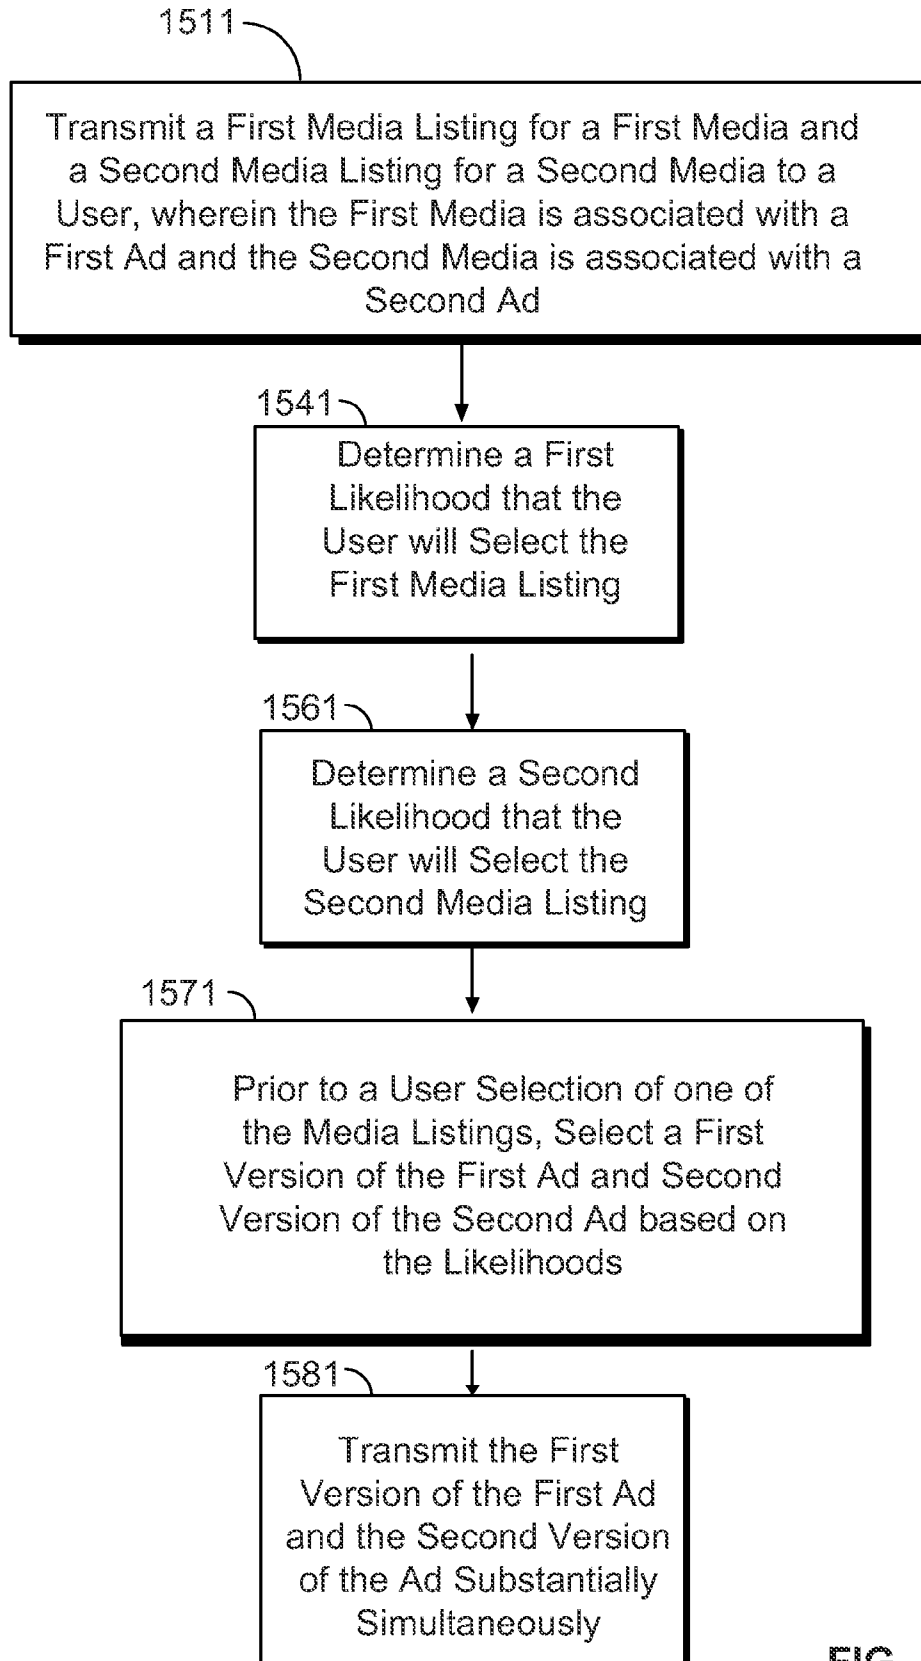 1511
Transmit a First Media Listing for a First Media and
a Second Media Listing for a Second Media to a
User, wherein the First Media is associated with a
First Ad and the Second Media is associated with a
Second Ad
1541
Determine a First
Likelihood that the
User will Select the
First Media Listing
1561
Determine a Second
Likelihood that the
User will Select the
Second Media Listing
1571
Prior to a User Selection of one of
the Media Listings, Select a First
Version of the First Ad and Second
Version of the Second Ad based on
the Likelihoods
1581
Transmit the First
Version of the First Ad
and the Second Version
of the Ad Substantially
Simultaneously
FIG